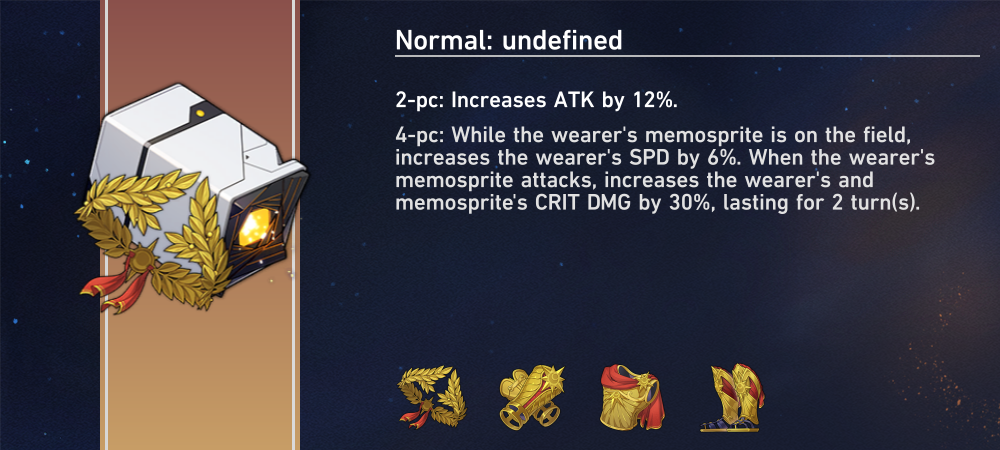 Normal: undefined
2-pc: Increases ATK by 12%.
4-pc: While the wearer's memosprite is on the field,
increases the wearer's SPD by 6%. When the wearer's
memosprite attacks, increases the wearer's and
memosprite's CRIT DMG by 30%, lasting for 2 turn(s).